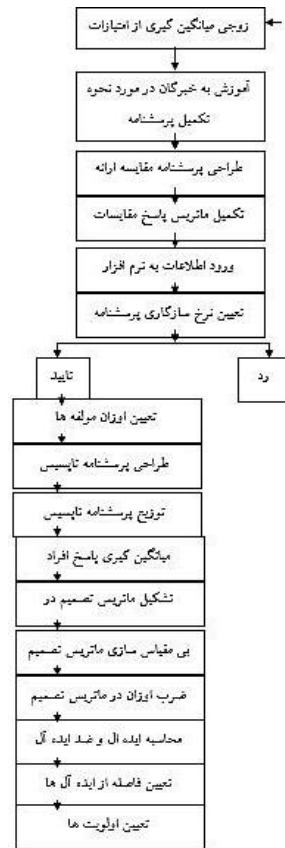 زوجی میانگین گیری از امتیازات
آموزش به خبرگان در مورد نحوه
تکمیل پرسشنامه
طراحی پرسشنامه مقایسه ارائه
تکمیل ماتریس پاسخ مقایسات
ورود اطلاعات به نرم افزار
تعیین نرخ سازگاری پرسشنامه
رد
تایید
تعیین اوزان مولفه ها
طراحی پرسشنامه تاپسیس
توزیع پرسشنامه تاپسیس
میانگین گیری پاسخ افراد
تشکیل ماتریس تصمیم در
بی مقیاس سازی ماتریس تصمیم
ضرب اوزان در ماتریس تصمیم
محاسبه ایده ال و ضد ایده آل
تعیین فاصله از ایده آل ها
تعیین اولویت ها